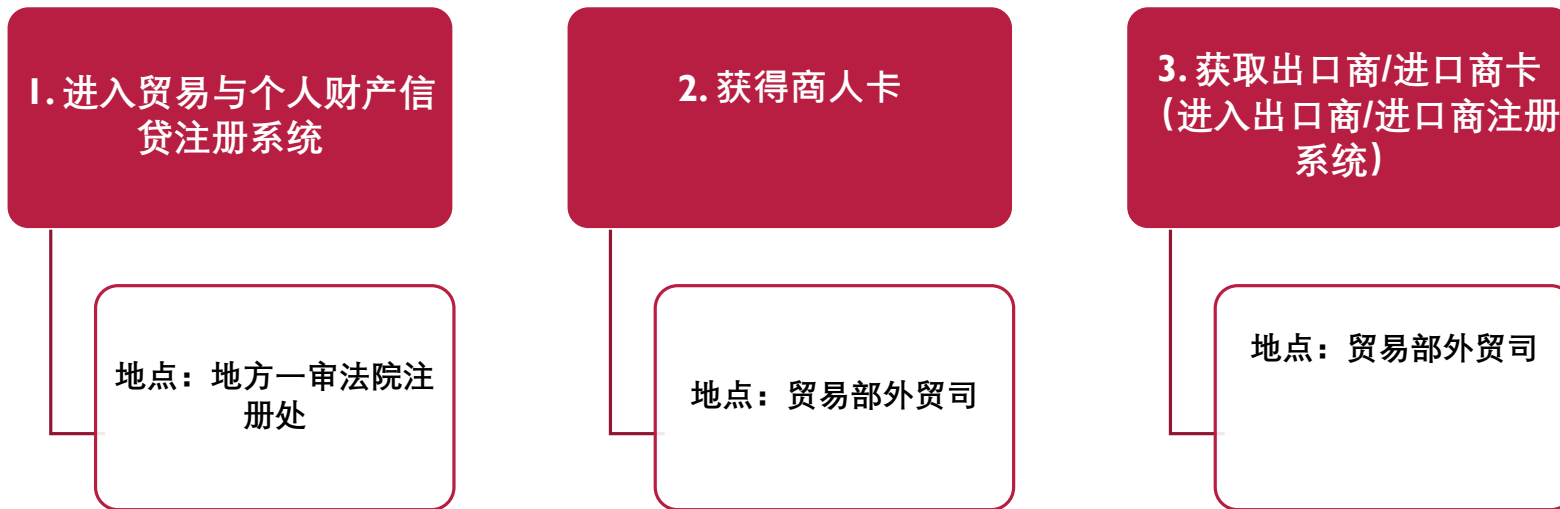 1. 进入贸易与个人财产信
贷注册系统
地点：地方一审法院注
册处
2. 获得商人卡
地点：贸易部外贸司
3. 获取出口商/进口商卡
（进入出口商/进口商注册
系统）
地点：贸易部外贸司